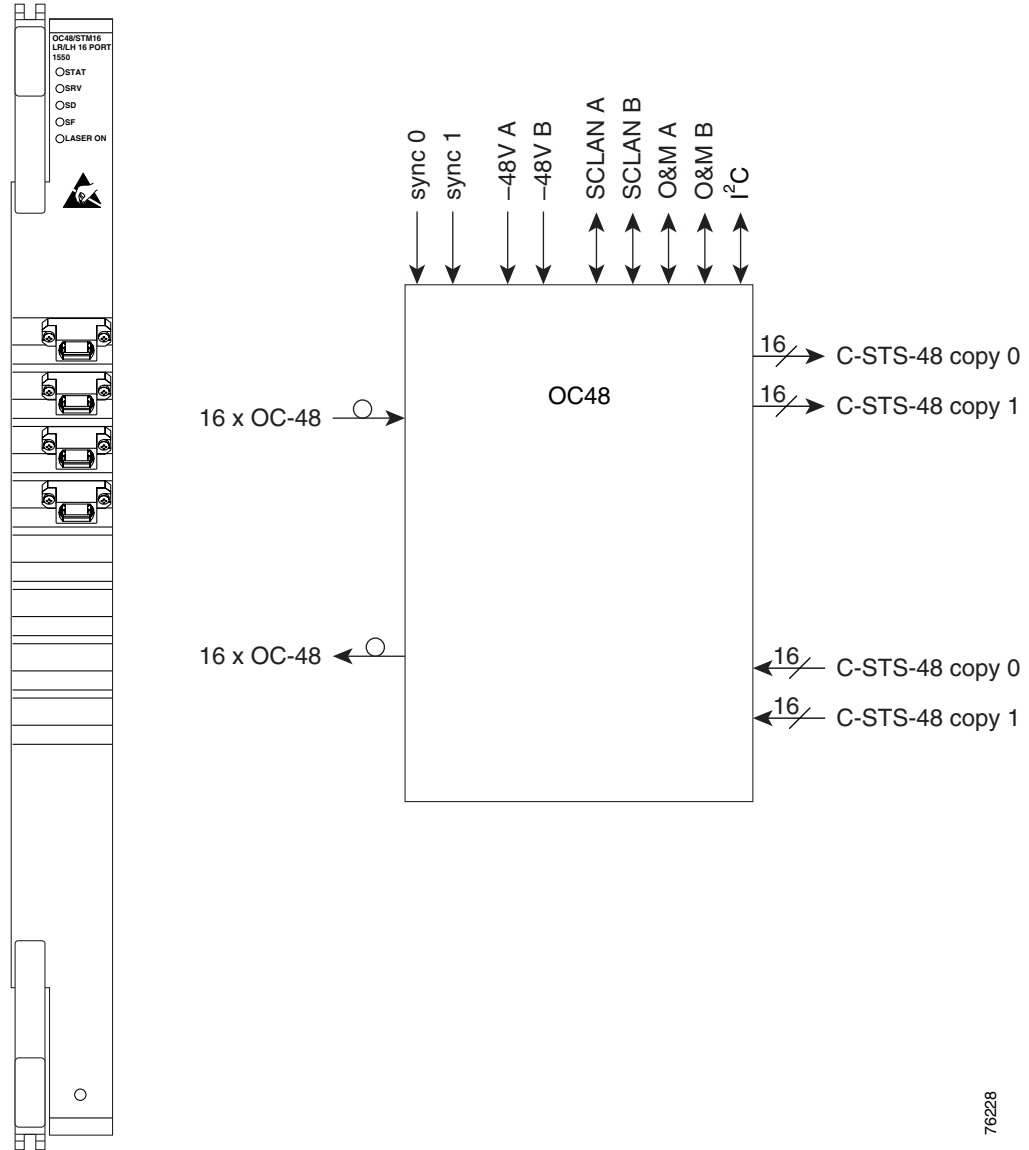 OC48/STM16
LR/LH 16 PORT
1550
STAT
SRV
SD
SF
LASER ON
sync 0
sync 1
–48V A
–48V B
SCLAN A
SCLAN B
O&M A
O&M B
I²C
OC48
16 x OC-48
16 x OC-48
16
C-STS-48 copy 0
16
C-STS-48 copy 1
16
C-STS-48 copy 0
16
C-STS-48 copy 1
76228